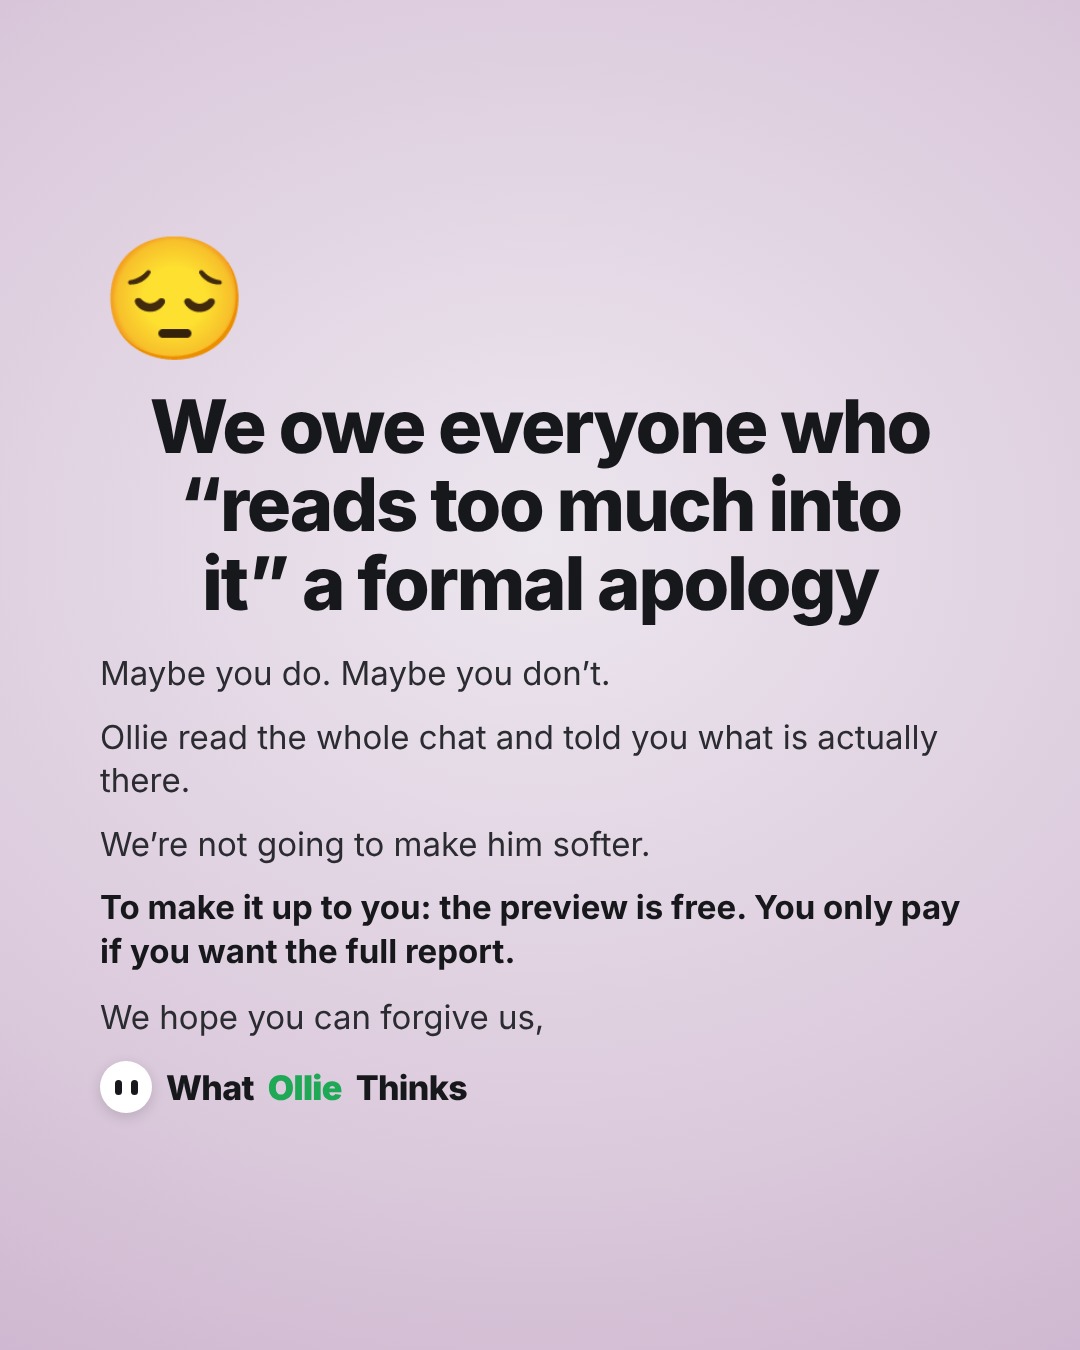 We owe everyone who
“reads too much into
it” a formal apology
Maybe you do. Maybe you don’t.
Ollie read the whole chat and told you what is actually
there.
We’re not going to make him softer.
To make it up to you: the preview is free. You only pay
if you want the full report.
We hope you can forgive us,
What Ollie Thinks